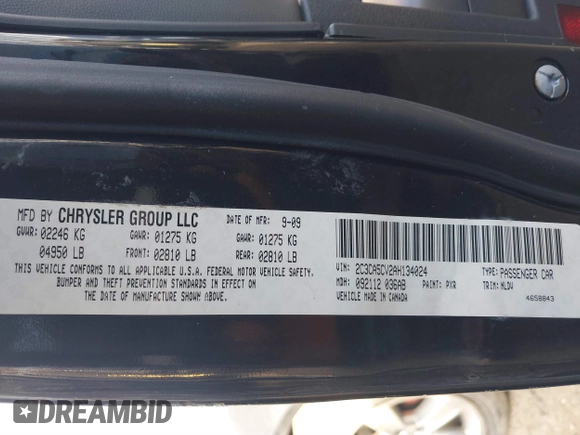 MFD BY CHRYSLER GROUP LLC DATE OF MFR: 9-09
GVWR: 02246 KG GAWR: 01275 KG GAWR: 01275 KG
04950 LB FRONT: 02810 LB REAR: 02810 LB
THIS VEHICLE CONFORMS TO ALL APPLICABLE U.S.A. FEDERAL MOTOR VEHICLE SAFETY,
BUMPER AND THEFT PREVENTION STANDARDS IN EFFECT ON
THE DATE OF MANUFACTURE SHOWN ABOVE.
VIN: 2C3CA5CV2AH134024 TYPE: PASSENGER CAR
MDH: 092112 036AB PAINT: PXR TRIM: NLDV
VEHICLE MADE IN CANADA 4658843
DREAMBID